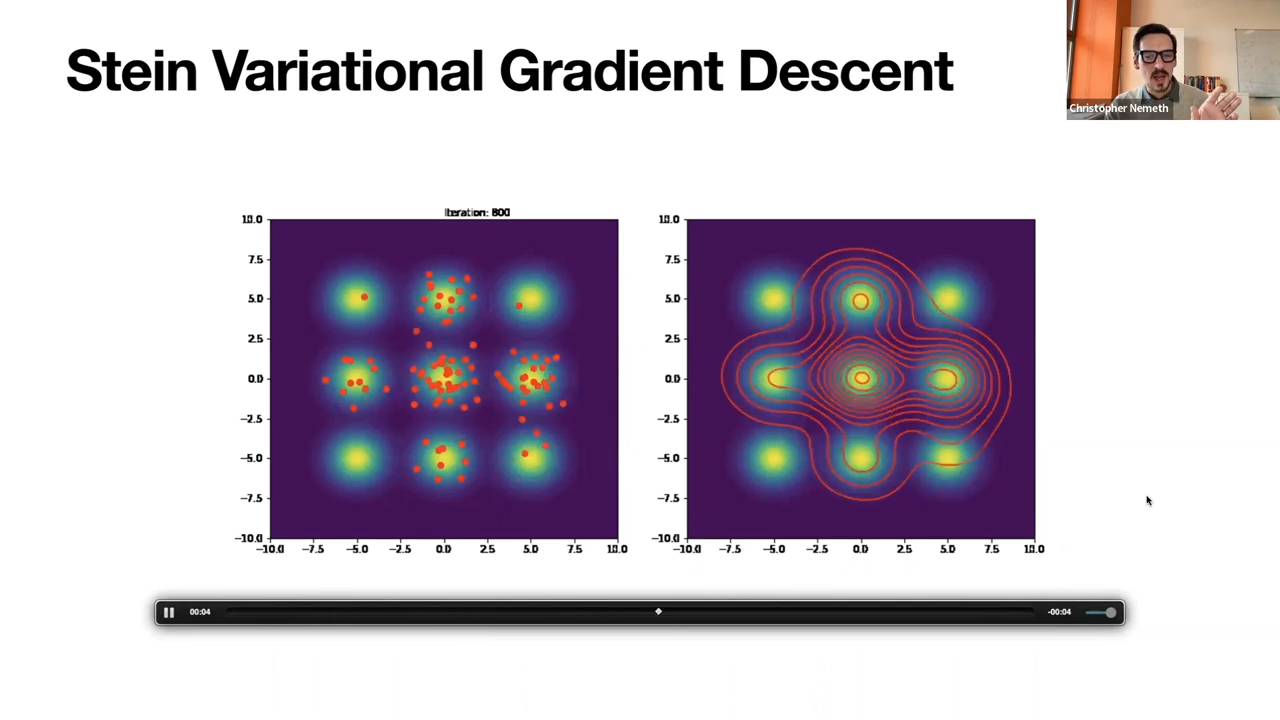 Stein Variational Gradient Descent
Christopher Nemeth
10.0 7.5 5.0 2.5 0.0 −2.5 −5.0 −7.5 −10.0
−10.0 −7.5 −5.0 −2.5 0.0 2.5 5.0 7.5 10.0
10.0 7.5 5.0 2.5 0.0 −2.5 −5.0 −7.5 −10.0
−10.0 −7.5 −5.0 −2.5 0.0 2.5 5.0 7.5 10.0
Iteration:
00:04
-00:04